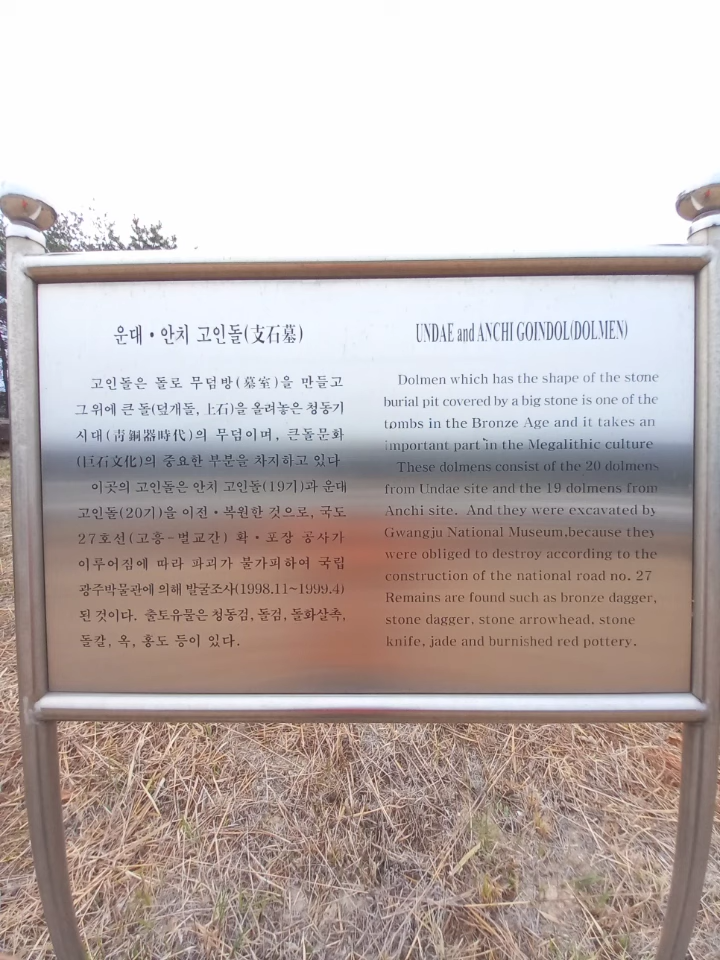 운대·안치 고인돌(支石墓)
고인돌은 돌로 무덤방(墓室)을 만들고
그위에 큰 돌(덮개돌, 上石)을 올려놓은 청동기
시대(靑銅器時代)의 무덤이며, 큰돌문화
(巨石文化)의 중요한 부분을 차지하고 있다
이곳의 고인돌은 안치 고인돌(19기)과 운대
고인돌(20기)을 이전·복원한 것으로, 국도
27호선(고흥-벌교간) 확·포장 공사가
이루어짐에 따라 파괴가 불가피하여 국립
광주박물관에 의해 발굴조사(1998.11~1999.4)
된 것이다. 출토유물은 청동검, 돌검, 돌화살촉,
돌칼, 옥, 홍도 등이 있다.
UNDAE and ANCHI GOINDOL(DOLMEN)
Dolmen which has the shape of the stone
burial pit covered by a big stone is one of the
tombs in the Bronze Age and it takes an
important part in the Megalithic culture
These dolmens consist of the 20 dolmens
from Undae site and the 19 dolmens from
Anchi site. And they were excavated by
Gwangju National Museum,because they
were obliged to destroy according to the
construction of the national road no. 27
Remains are found such as bronze dagger,
stone dagger, stone arrowhead, stone
knife, jade and burnished red pottery.